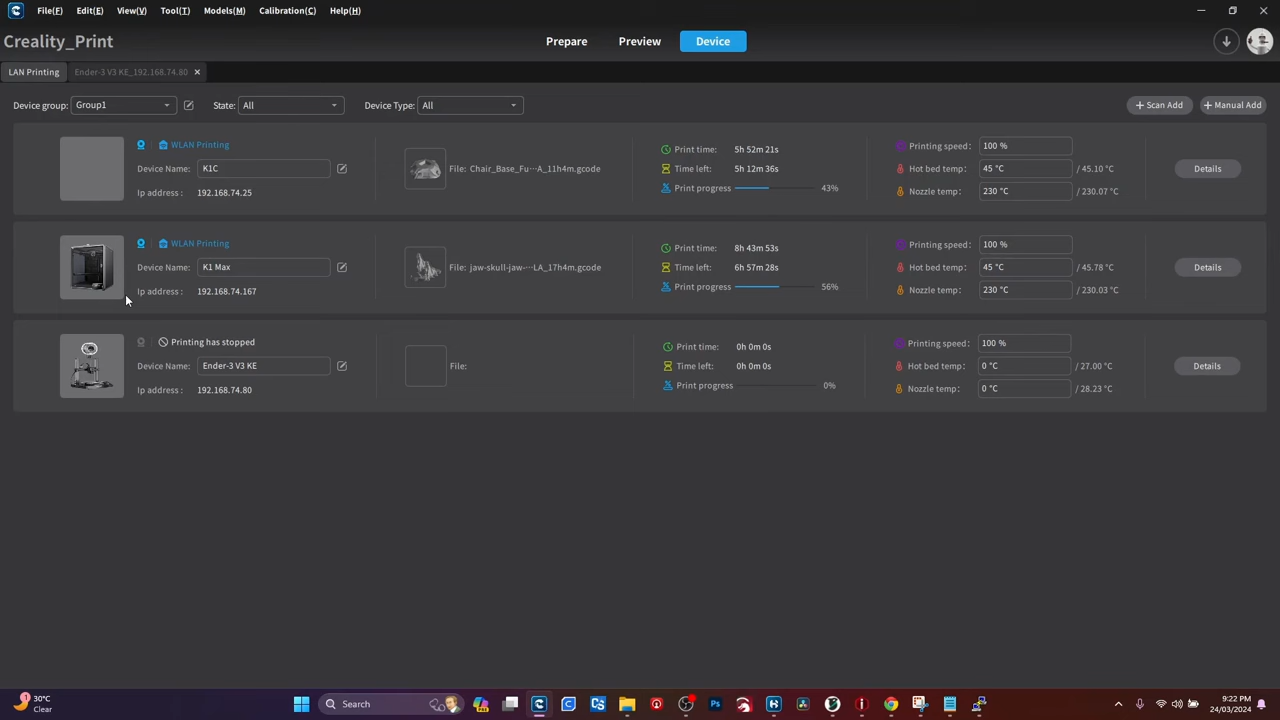 File(F) Edit(E) View(V) Tool(T) Models(M) Calibration(C) Help(H)
Creality_Print
Prepare Preview Device
LAN Printing Ender-3 V3 KE_192.168.74.80 ×
Device group: Group1 State: All Device Type: All + Scan Add + Manual Add
WLAN Printing
Device Name: K1C
Ip address : 192.168.74.25
File: Chair_Base_Fu···A_11h4m.gcode
Print time: 5h 52m 21s
Time left: 5h 12m 36s
Print progress 43%
Printing speed: 100 %
Hot bed temp: 45 °C / 45.10 °C
Nozzle temp: 230 °C / 230.07 °C
Details
WLAN Printing
Device Name: K1 Max
Ip address : 192.168.74.167
File: jaw-skull-jaw-···LA_17h4m.gcode
Print time: 8h 43m 53s
Time left: 6h 57m 28s
Print progress 56%
Printing speed: 100 %
Hot bed temp: 45 °C / 45.78 °C
Nozzle temp: 230 °C / 230.03 °C
Details
Printing has stopped
Device Name: Ender-3 V3 KE
Ip address : 192.168.74.80
File:
Print time: 0h 0m 0s
Time left: 0h 0m 0s
Print progress 0%
Printing speed: 100 %
Hot bed temp: 0 °C / 27.00 °C
Nozzle temp: 0 °C / 28.23 °C
Details
1
30°C
Clear
Search
9:22 PM
24/03/2024